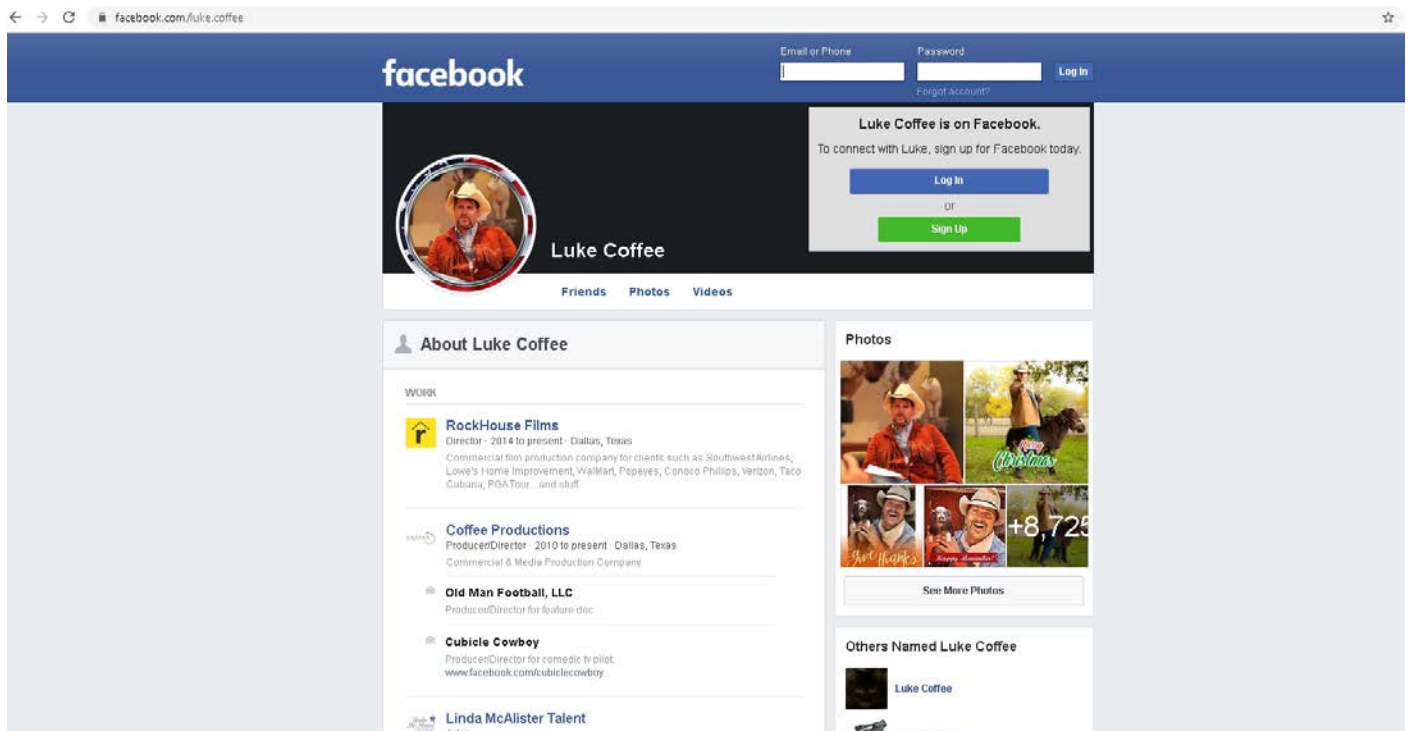 facebook.com/luke.coffee
facebook
Email or Phone
Password
Log In
Forgot account?
Luke Coffee is on Facebook.
To connect with Luke, sign up for Facebook today.
Log In
or
Sign Up
Luke Coffee
Friends Photos Videos
About Luke Coffee
WORK
RockHouse Films
Director · 2014 to present · Dallas, Texas
Commercial film production company for clients such as Southwest Airlines,
Lowe's Home Improvement, WalMart, Popeyes, Conoco Phillips, Verizon, Taco
Cabana, PGA Tour...and stuff
Coffee Productions
Producer/Director · 2010 to present · Dallas, Texas
Commercial & Media Production Company
Old Man Football, LLC
Producer/Director for feature doc
Cubicle Cowboy
Producer/Director for comedic tv pilot.
www.facebook.com/cubiclecowboy
Linda McAlister Talent
Photos
Merry
Christmas
Give thanks
Happy
+8,725
See More Photos
Others Named Luke Coffee
Luke Coffee